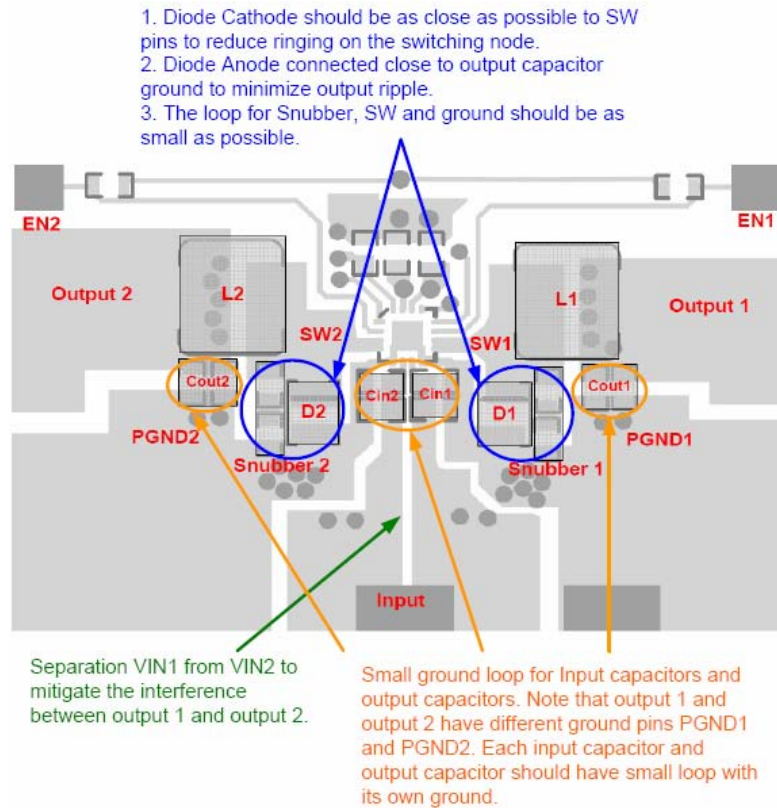 1. Diode Cathode should be as close as possible to SW
pins to reduce ringing on the switching node.
2. Diode Anode connected close to output capacitor
ground to minimize output ripple.
3. The loop for Snubber, SW and ground should be as
small as possible.
EN2
EN1
Output 2
L2
L1
Output 1
SW2
SW1
Cout2
D2
Cin2
Cin1
D1
Cout1
PGND2
PGND1
Snubber 2
Snubber 1
Input
Separation VIN1 from VIN2 to
mitigate the interference
between output 1 and output 2.
Small ground loop for Input capacitors and
output capacitors. Note that output 1 and
output 2 have different ground pins PGND1
and PGND2. Each input capacitor and
output capacitor should have small loop with
its own ground.